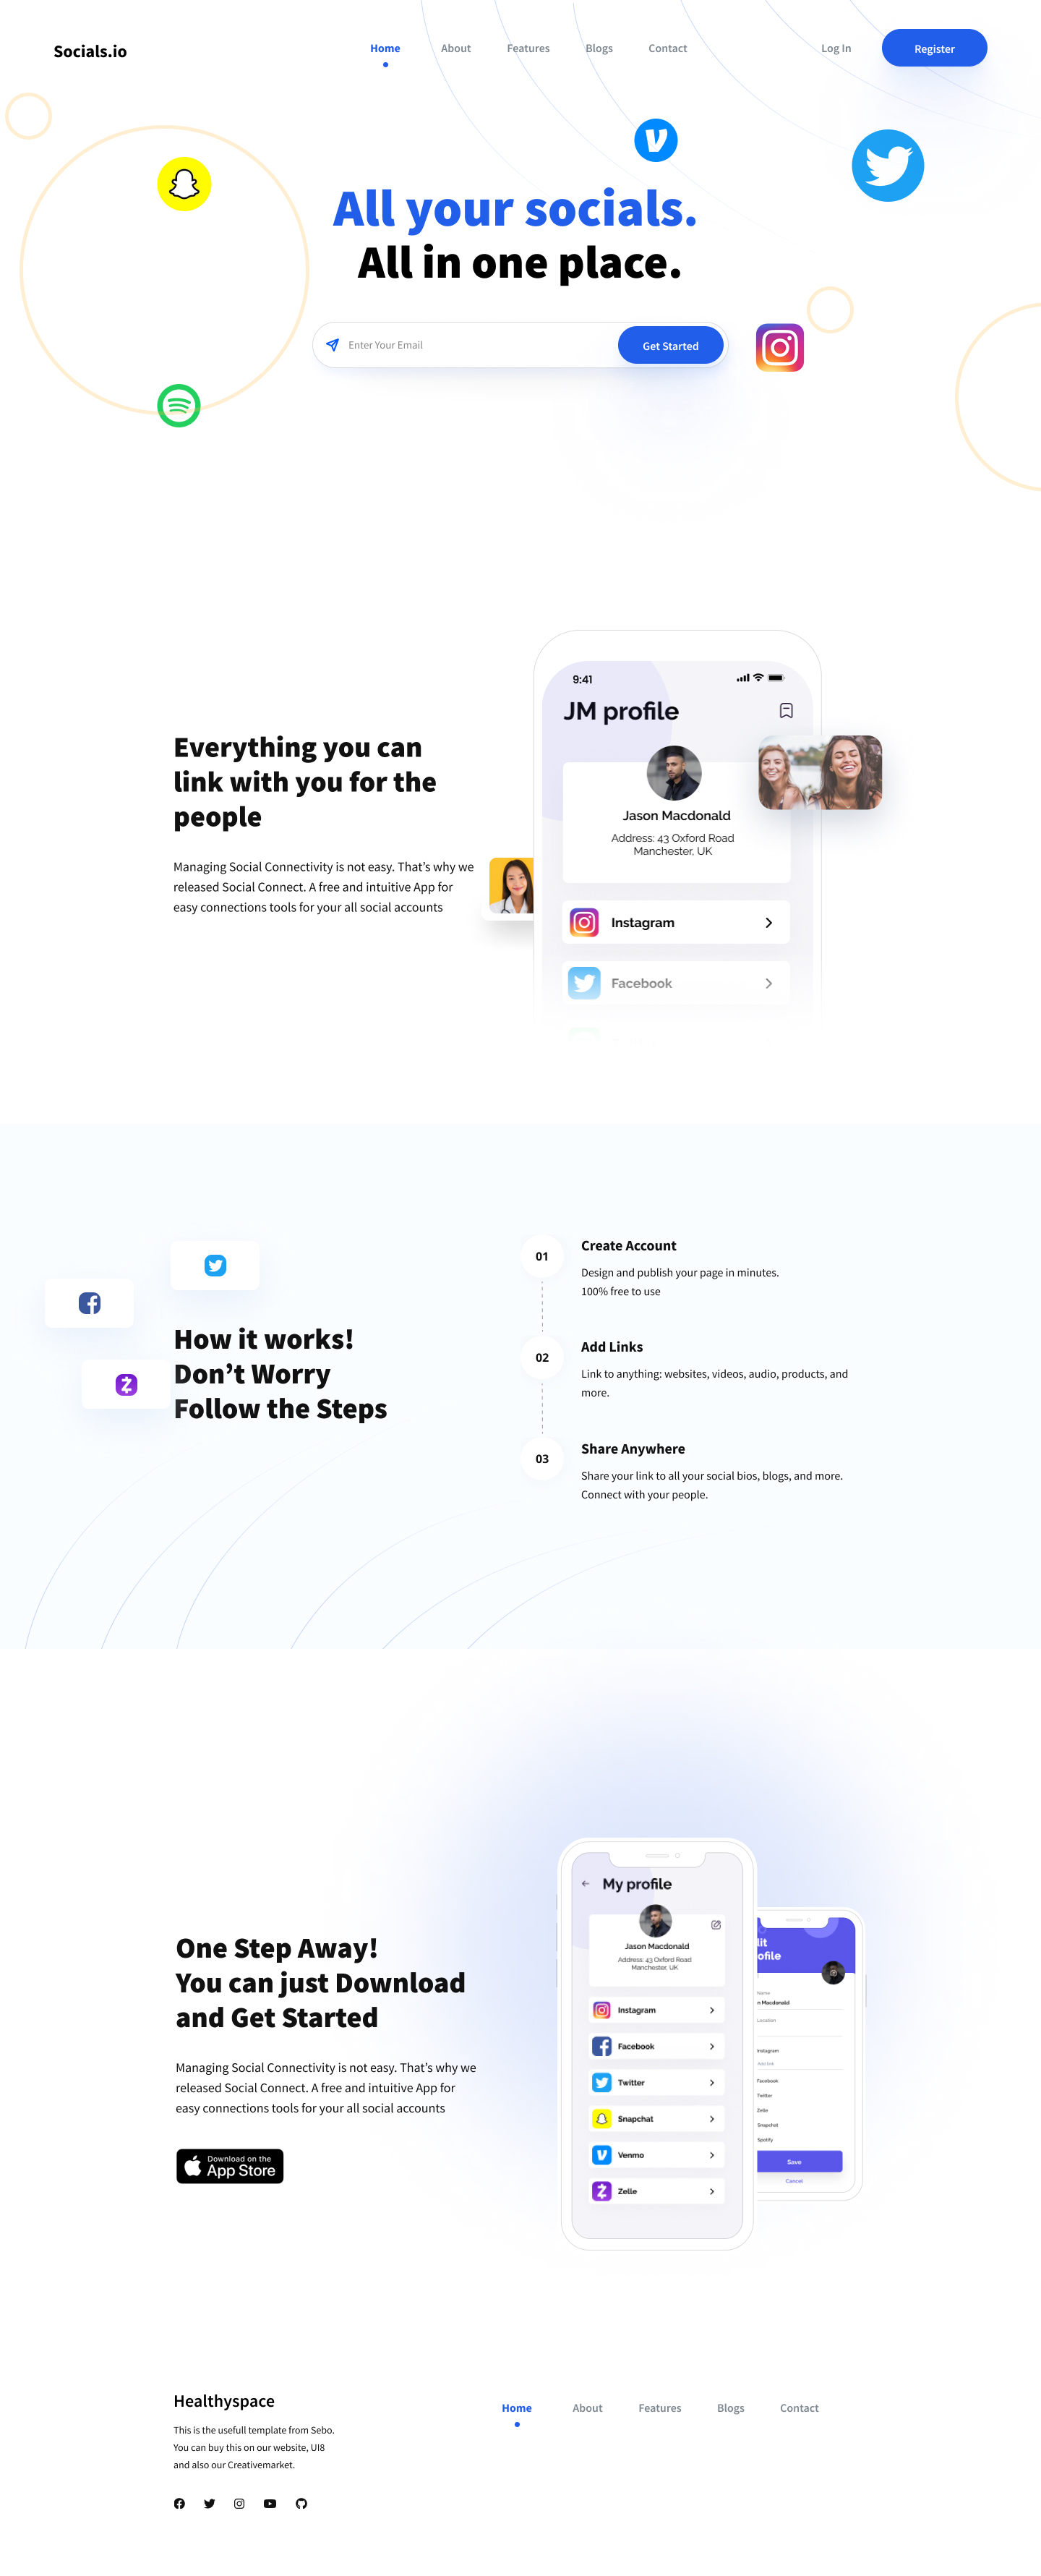 Socials.io
Home
About
Features
Blogs
Contact
Log In
Register
All your socials.
All in one place.
Enter Your Email
Get Started
9:41
JM profile
Everything you can
link with you for the
people
Jason Macdonald
Address: 43 Oxford Road
Manchester, UK
Managing Social Connectivity is not easy. That’s why we
released Social Connect. A free and intuitive App for
easy connections tools for your all social accounts
Instagram
Facebook
01
Create Account
Design and publish your page in minutes.
100% free to use
How it works!
Don’t Worry
Follow the Steps
02
Add Links
Link to anything: websites, videos, audio, products, and
more.
03
Share Anywhere
Share your link to all your social bios, blogs, and more.
Connect with your people.
My profile
Jason Macdonald
Address: 43 Oxford Road
Manchester, UK
Instagram
Facebook
Twitter
Snapchat
Venmo
Zelle
lit
ofile
Name
n Macdonald
Location
Instagram
Add link
Facebook
Twitter
Zelle
Snapchat
Spotify
Save
Cancel
One Step Away!
You can just Download
and Get Started
Managing Social Connectivity is not easy. That’s why we
released Social Connect. A free and intuitive App for
easy connections tools for your all social accounts
Download on the
App Store
Healthyspace
This is the usefull template from Sebo.
You can buy this on our website, UI8
and also our Creativemarket.
Home
About
Features
Blogs
Contact